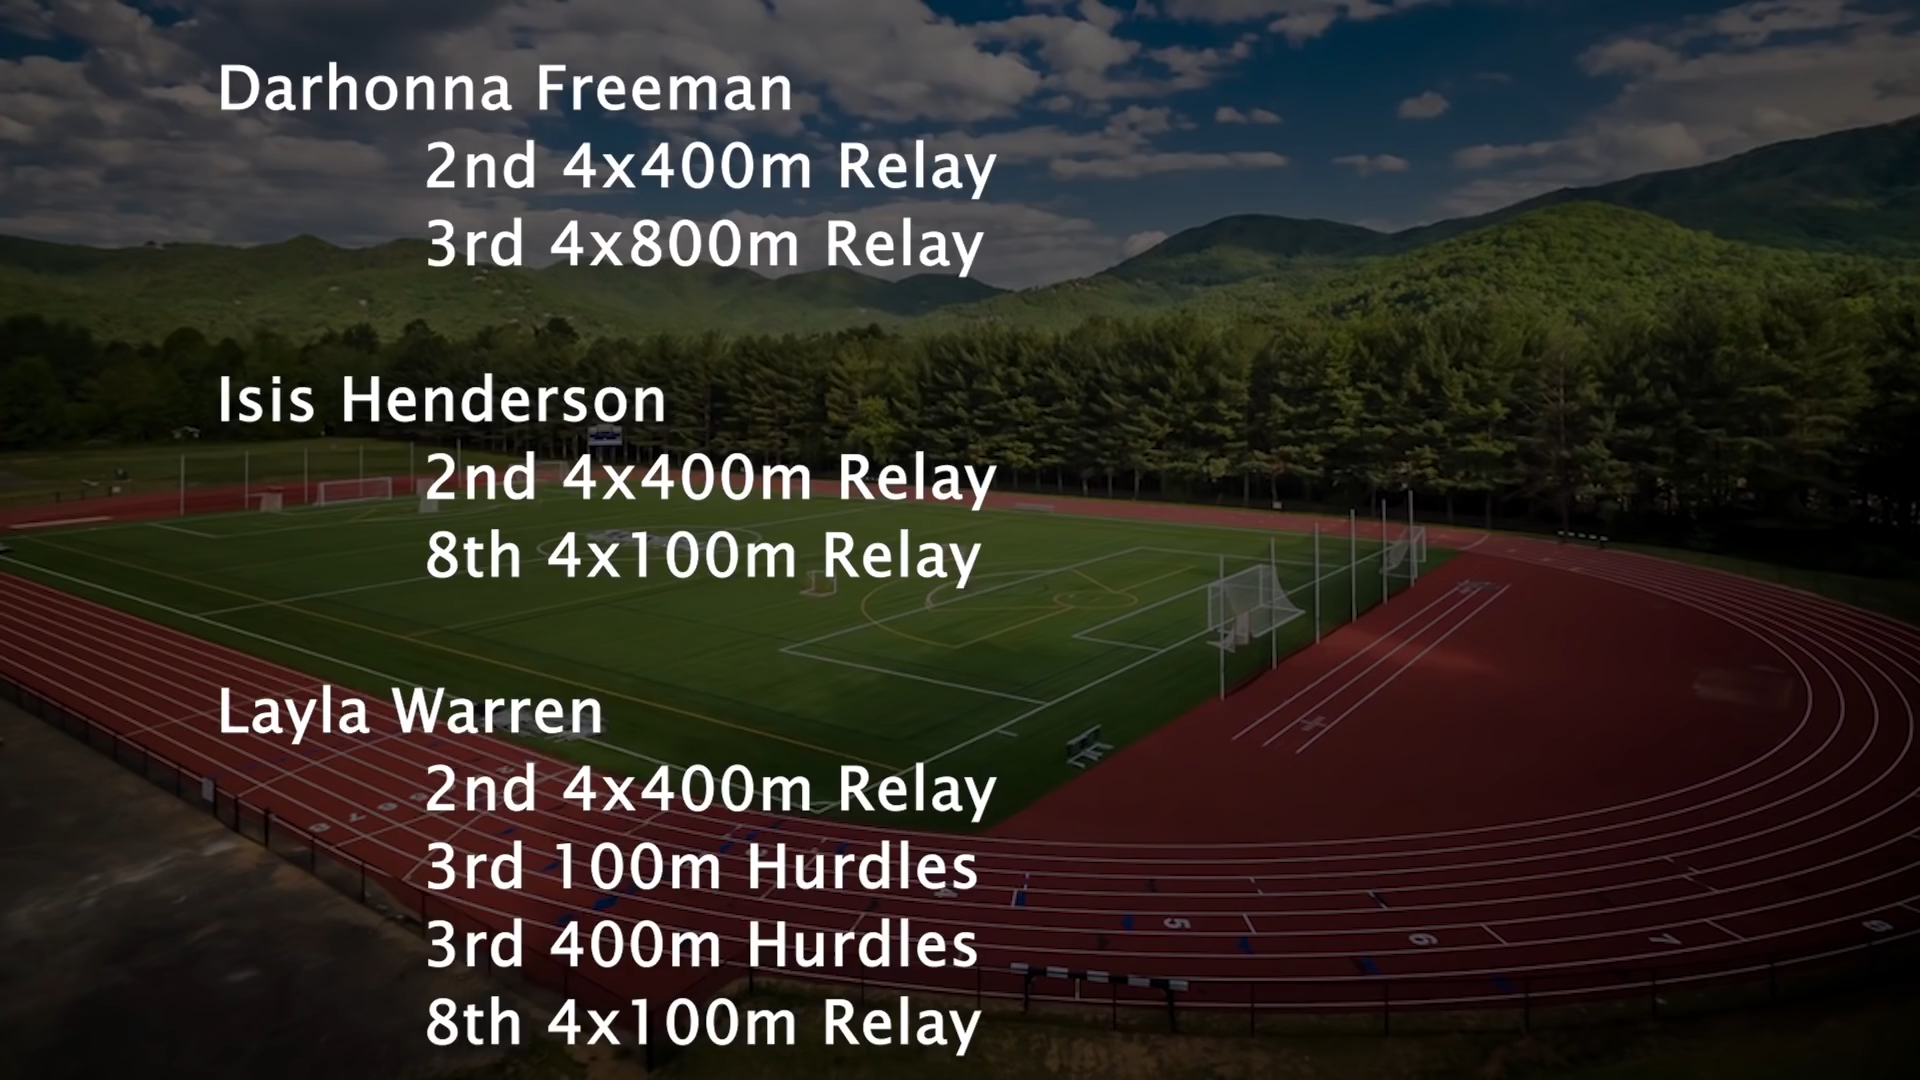 Darhonna Freeman
2nd 4x400m Relay
3rd 4x800m Relay
Isis Henderson
2nd 4x400m Relay
8th 4x100m Relay
Layla Warren
2nd 4x400m Relay
3rd 100m Hurdles
3rd 400m Hurdles
8th 4x100m Relay